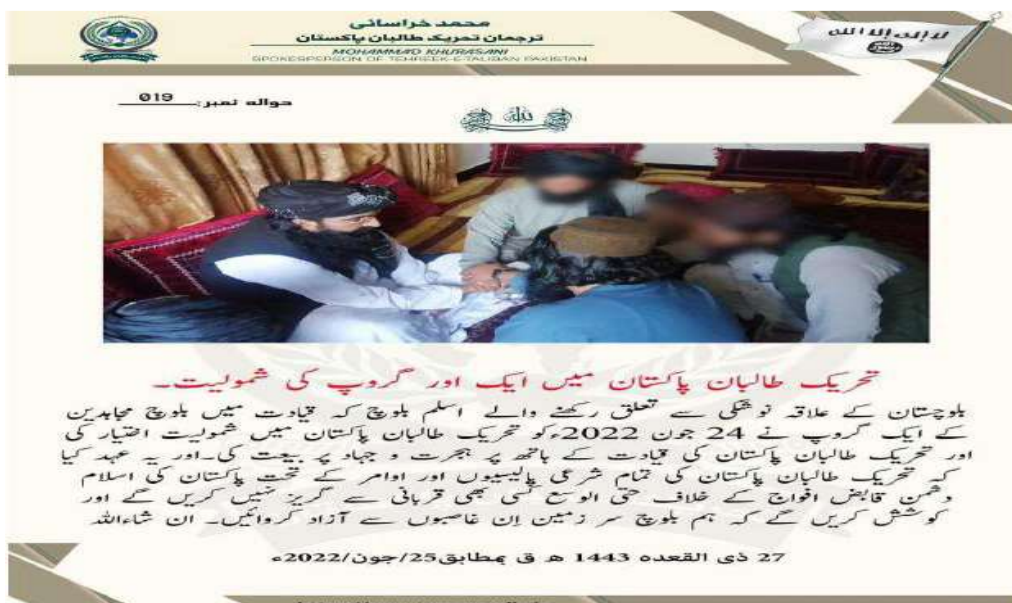 محمد خراسانی
ترجمان تحریک طالبان پاکستان
MOHAMMAD KHURASANI
SPOKESPERSON OF TEHREEK-E-TALIBAN PAKISTAN
لا إله إلا الله
حوالہ نمبر: 019
تحریک طالبان پاکستان میں ایک اور گروپ کی شمولیت۔
بلوچستان کے علاقہ نوشکی سے تعلق رکھنے والے اسلم بلوچ کہ قیادت میں بلوچ مجاہدین
کے ایک گروپ نے 24 جون 2022ء کو تحریک طالبان پاکستان میں شمولیت اختیار کی
اور تحریک طالبان پاکستان کی قیادت کے ہاتھ پر ہجرت و جہاد پر بیعت کی۔اور یہ عہد کیا
کہ تحریک طالبان پاکستان کی تمام شرعی پالیسیوں اور اوامر کے تحت پاکستان کی اسلام
دشمن قابض افواج کے خلاف حتی الوسع کسی بھی قربانی سے گریز نہیں کریں گے اور
کوشش کریں گے کہ ہم بلوچ سر زمین اِن غاصبوں سے آزاد کروائیں۔ ان شاءاللہ
27 ذی القعدہ 1443 ھ ق بمطابق25/جون/2022ء